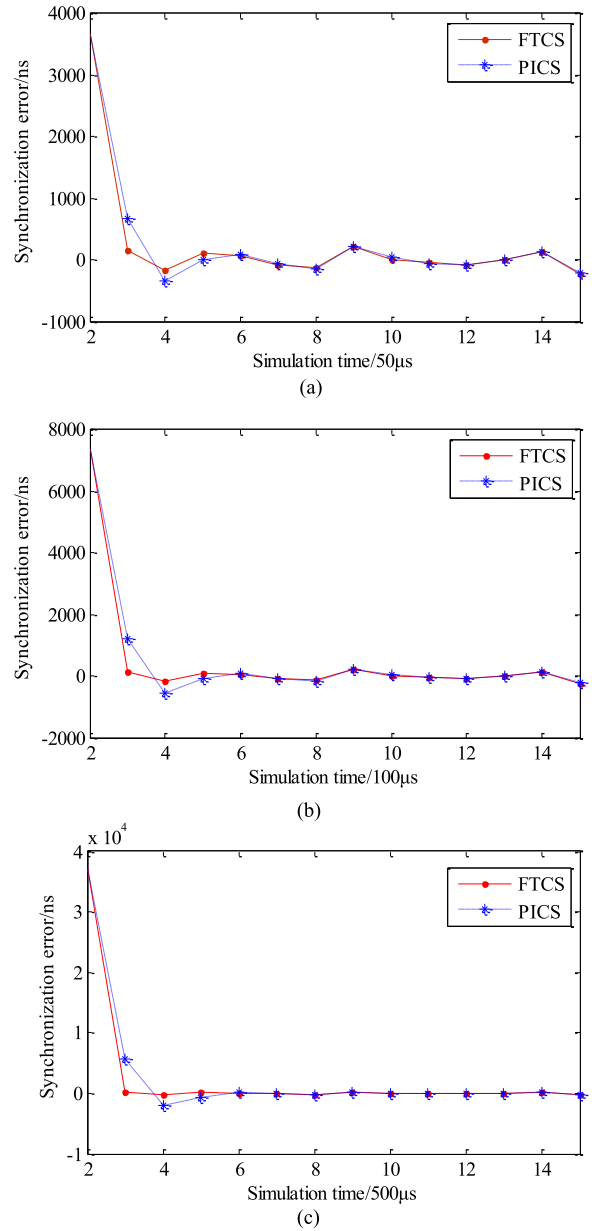 4000
3000
2000
1000
0
-1000
Synchronization error/ns
FTCS
PICS
2 4 6 8 10 12 14
Simulation time/50μs
(a)
8000
6000
4000
2000
0
-2000
Synchronization error/ns
FTCS
PICS
2 4 6 8 10 12 14
Simulation time/100μs
(b)
x 10^4
4
3
2
1
0
-1
Synchronization error/ns
FTCS
PICS
2 4 6 8 10 12 14
Simulation time/500μs
(c)